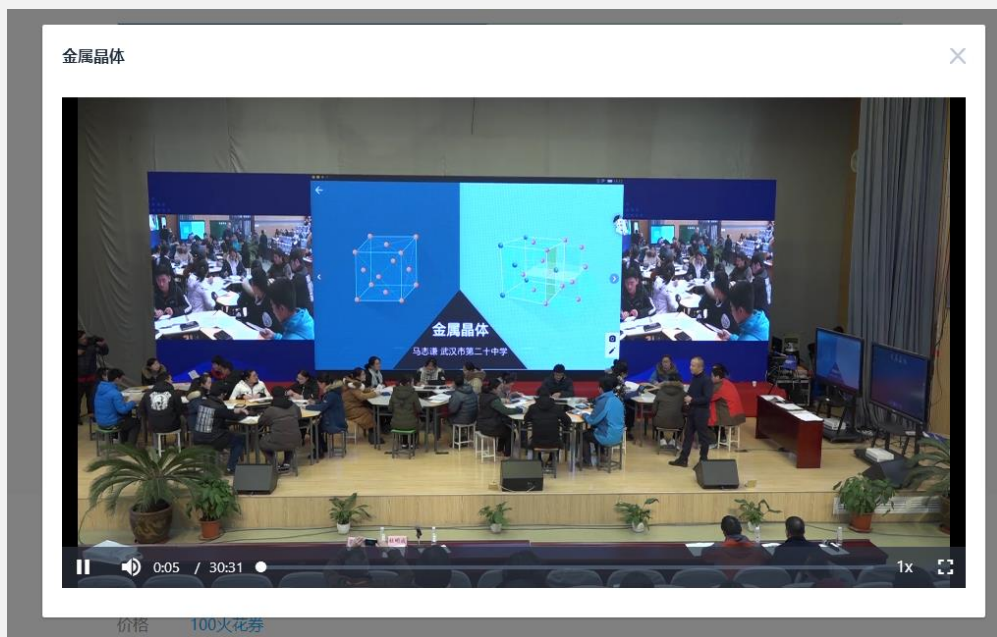 金属晶体
金属晶体
马志谦 武汉市第二十中学
0:05 / 30:31
1x
价格 100火花券